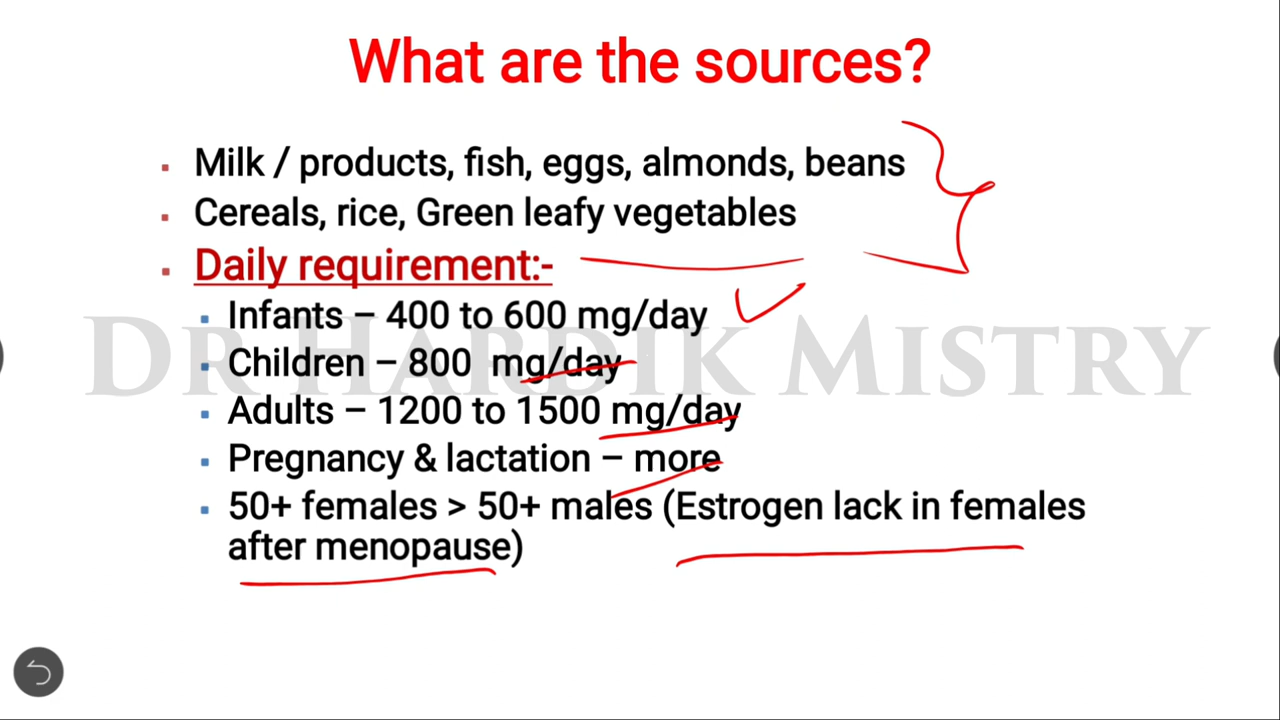 What are the sources?
Milk / products, fish, eggs, almonds, beans
Cereals, rice, Green leafy vegetables
Daily requirement:-
Infants – 400 to 600 mg/day
Children – 800 mg/day
Adults – 1200 to 1500 mg/day
Pregnancy & lactation – more
50+ females > 50+ males (Estrogen lack in females
after menopause)
DR HARDIK MISTRY